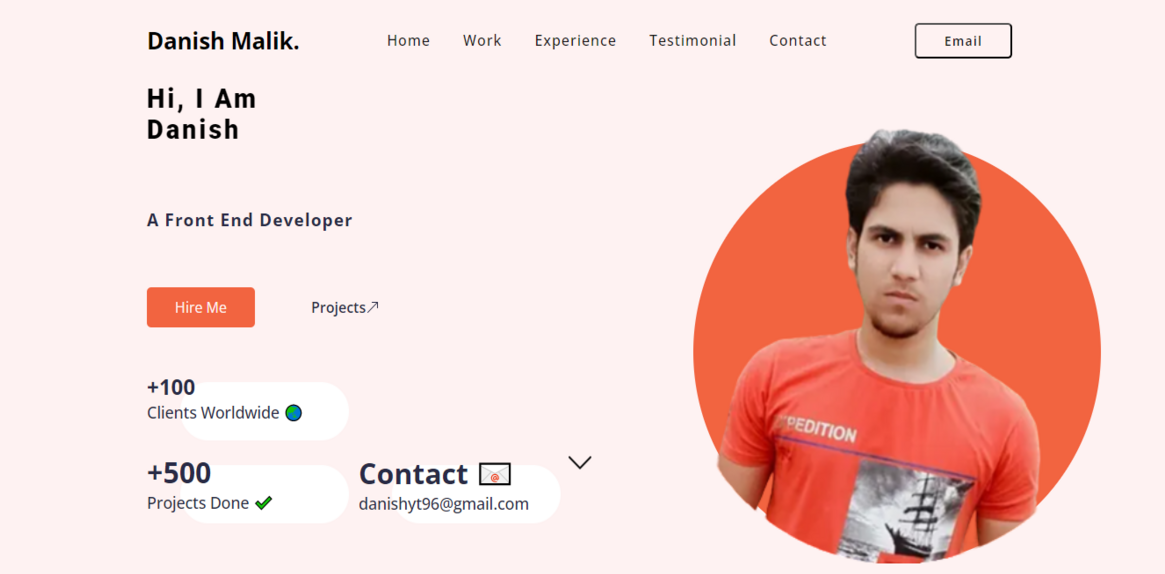 Danish Malik.
Home Work Experience Testimonial Contact
Email
Hi, I Am
Danish
A Front End Developer
Hire Me
Projects↗
+100
Clients Worldwide 🌏
+500
Projects Done ✔
Contact 📧
danishyt96@gmail.com
PEDITION